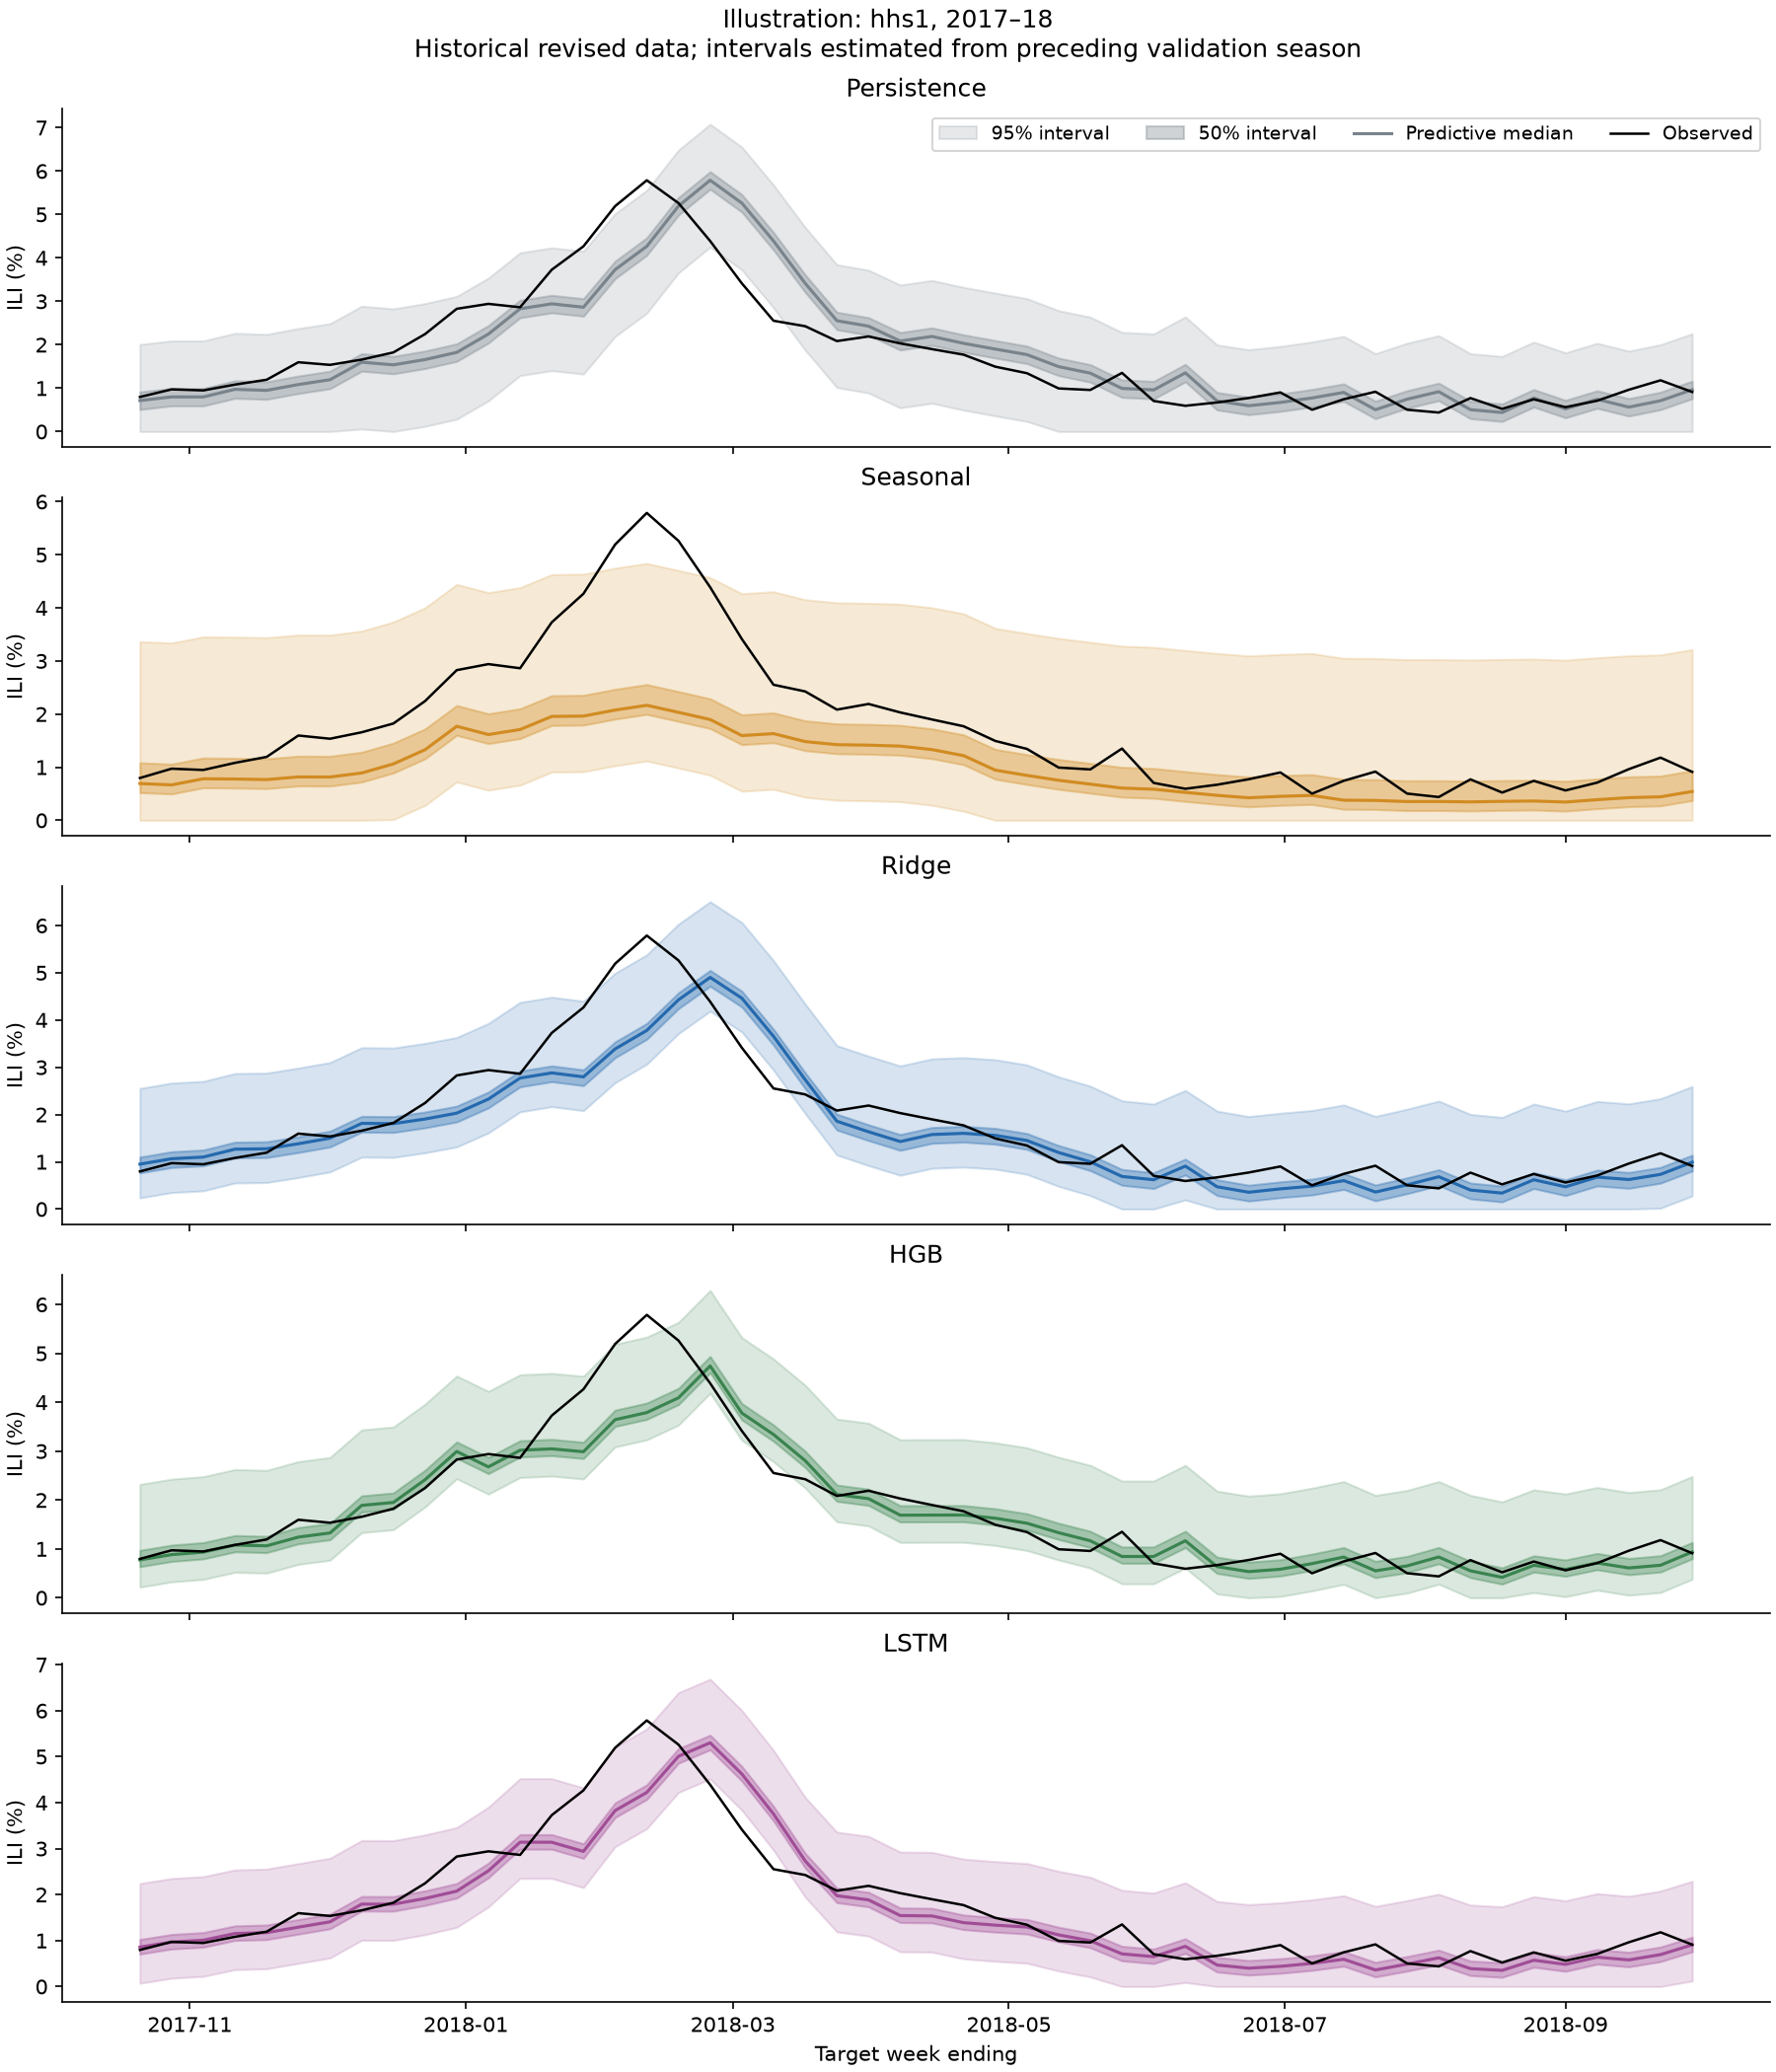 Illustration: hhs1, 2017–18
Historical revised data; intervals estimated from preceding validation season
Persistence
95% interval
50% interval
Predictive median
Observed
ILI (%)
7
6
5
4
3
2
1
0
Seasonal
ILI (%)
6
5
4
3
2
1
0
Ridge
ILI (%)
6
5
4
3
2
1
0
HGB
ILI (%)
6
5
4
3
2
1
0
LSTM
ILI (%)
7
6
5
4
3
2
1
0
2017-11
2018-01
2018-03
2018-05
2018-07
2018-09
Target week ending